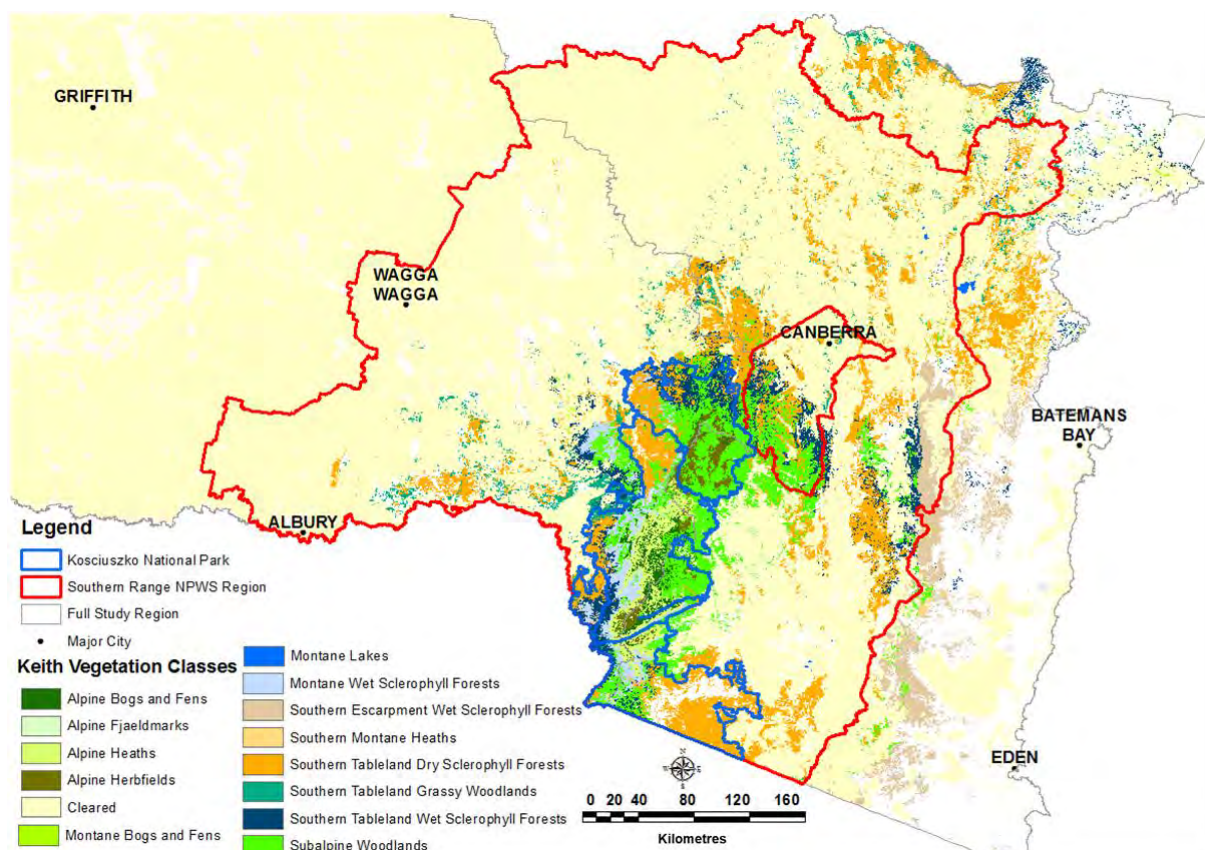 GRIFFITH
WAGGA
WAGGA
CANBERRA
BATEMANS
BAY
ALBURY
EDEN
Legend
Kosciuszko National Park
Southern Range NPWS Region
Full Study Region
Major City
Keith Vegetation Classes
Alpine Bogs and Fens
Alpine Fjaeldmarks
Alpine Heaths
Alpine Herbfields
Cleared
Montane Bogs and Fens
Montane Lakes
Montane Wet Sclerophyll Forests
Southern Escarpment Wet Sclerophyll Forests
Southern Montane Heaths
Southern Tableland Dry Sclerophyll Forests
Southern Tableland Grassy Woodlands
Southern Tableland Wet Sclerophyll Forests
Subalpine Woodlands
N
0 20 40 80 120 160
Kilometres